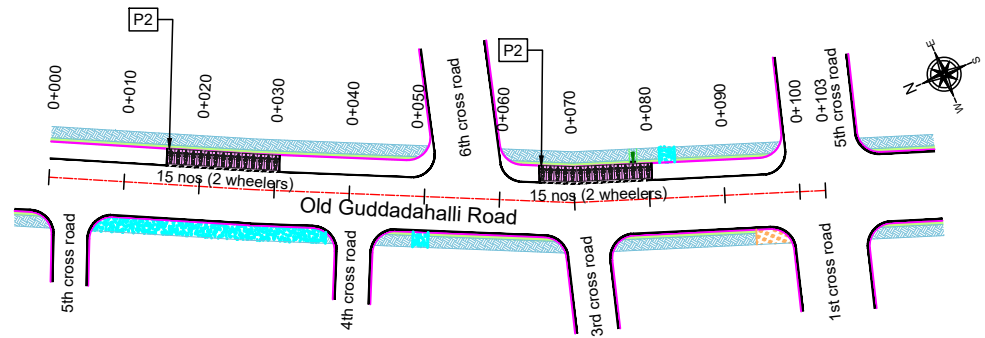 P2
P2
0+000
0+010
0+020
0+030
0+040
0+050
6th cross road
0+060
0+070
0+080
0+090
0+100
0+103
5th cross road
E
S
N
W
15 nos (2 wheelers)
15 nos (2 wheelers)
Old Guddadahalli Road
5th cross road
4th cross road
3rd cross road
1st cross road